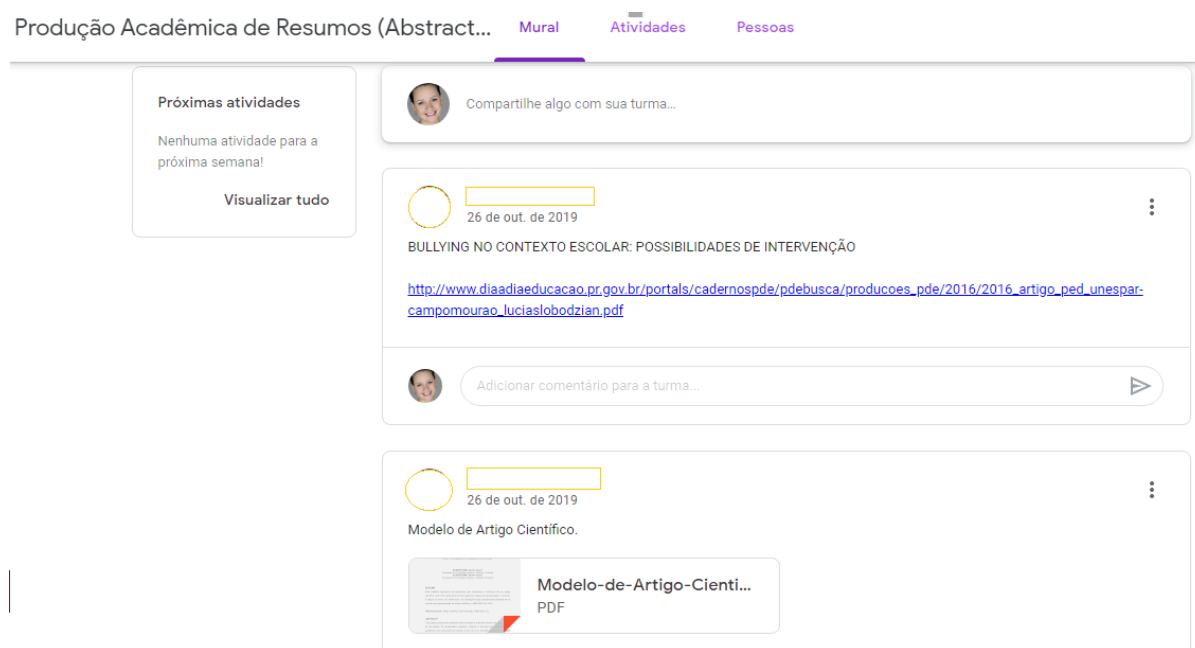 Produção Acadêmica de Resumos (Abstract...
Mural
Atividades
Pessoas
Próximas atividades
Nenhuma atividade para a
próxima semana!
Visualizar tudo
Compartilhe algo com sua turma...
26 de out. de 2019
BULLYING NO CONTEXTO ESCOLAR: POSSIBILIDADES DE INTERVENÇÃO
http://www.diaadiaeducacao.pr.gov.br/portals/cadernospde/pdebusca/producoes_pde/2016/2016_artigo_ped_unespar-
campomourao_luciaslobodzian.pdf
Adicionar comentário para a turma...
26 de out. de 2019
Modelo de Artigo Científico.
Modelo-de-Artigo-Cienti...
PDF